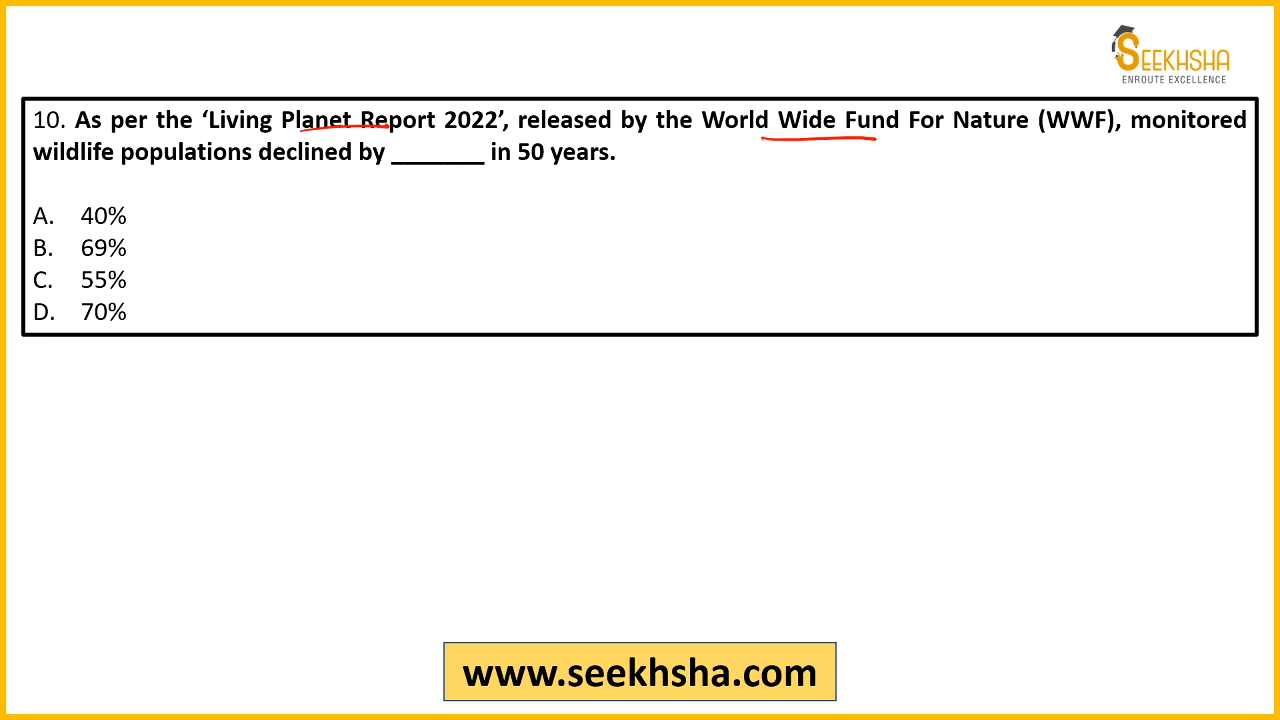 SEEKHSHA
ENROUTE EXCELLENCE
10. As per the ‘Living Planet Report 2022’, released by the World Wide Fund For Nature (WWF), monitored
wildlife populations declined by _______ in 50 years.
A. 40%
B. 69%
C. 55%
D. 70%
www.seekhsha.com